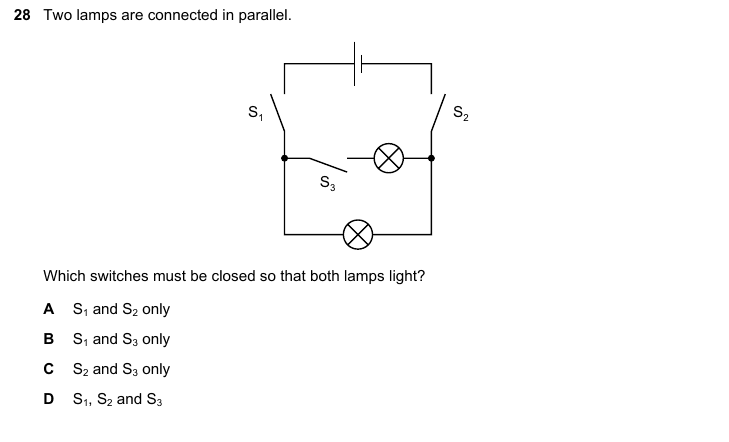 28 Two lamps are connected in parallel.
S₁
S₂
S₃
Which switches must be closed so that both lamps light?
A S₁ and S₂ only
B S₁ and S₃ only
C S₂ and S₃ only
D S₁, S₂ and S₃